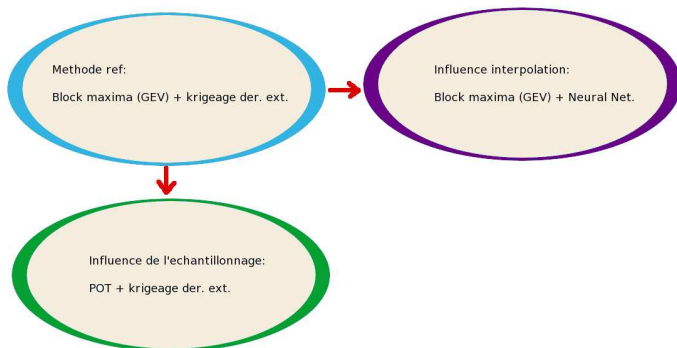 Methode ref:
Block maxima (GEV) + krigeage der. ext.
Influence interpolation:
Block maxima (GEV) + Neural Net.
Influence de l'echantillonnage:
POT + krigeage der. ext.